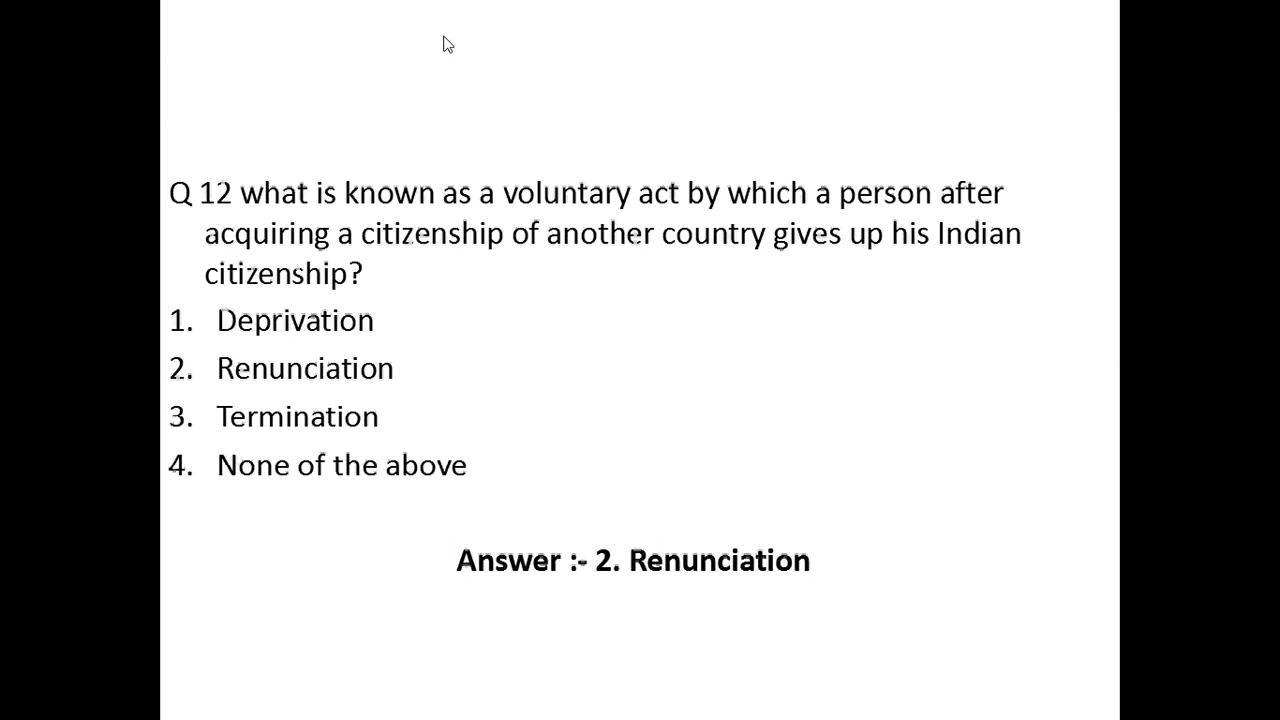 Q 12 what is known as a voluntary act by which a person after
acquiring a citizenship of another country gives up his Indian
citizenship?
1. Deprivation
2. Renunciation
3. Termination
4. None of the above
Answer :- 2. Renunciation